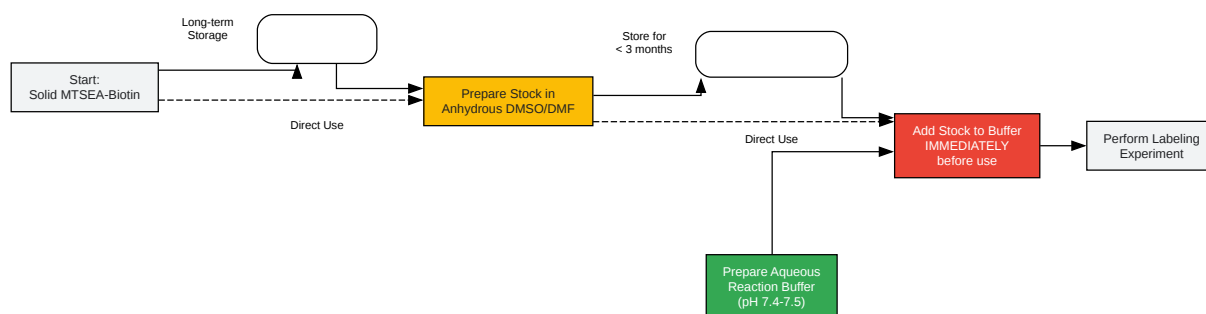 Long-term
Storage
Start:
Solid MTSEA-Biotin
Direct Use
Prepare Stock in
Anhydrous DMSO/DMF
Store for
< 3 months
Direct Use
Add Stock to Buffer
IMMEDIATELY
before use
Perform Labeling
Experiment
Prepare Aqueous
Reaction Buffer
(pH 7.4-7.5)